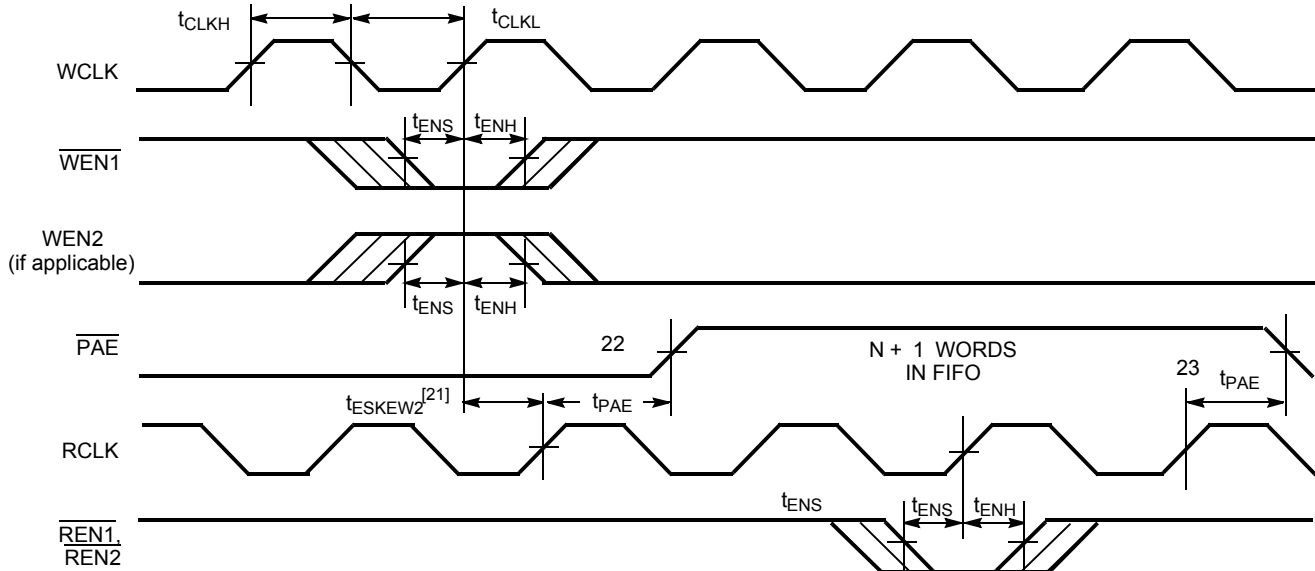 tCLKH
tCLKL
WCLK
tENS
tENH
WEN1
WEN2
(if applicable)
tENS
tENH
PAE
22
N + 1 WORDS
IN FIFO
23
tPAE
tESKEW2[21]
tPAE
RCLK
tENS
tENS
tENH
REN1,
REN2